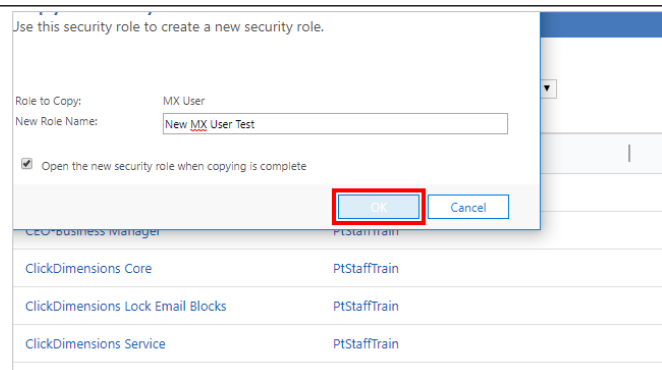 Use this security role to create a new security role.
Role to Copy: MX User
New Role Name: New MX User Test
Open the new security role when copying is complete
OK Cancel
CEO-Business Manager PtStaffTrain
ClickDimensions Core PtStaffTrain
ClickDimensions Lock Email Blocks PtStaffTrain
ClickDimensions Service PtStaffTrain